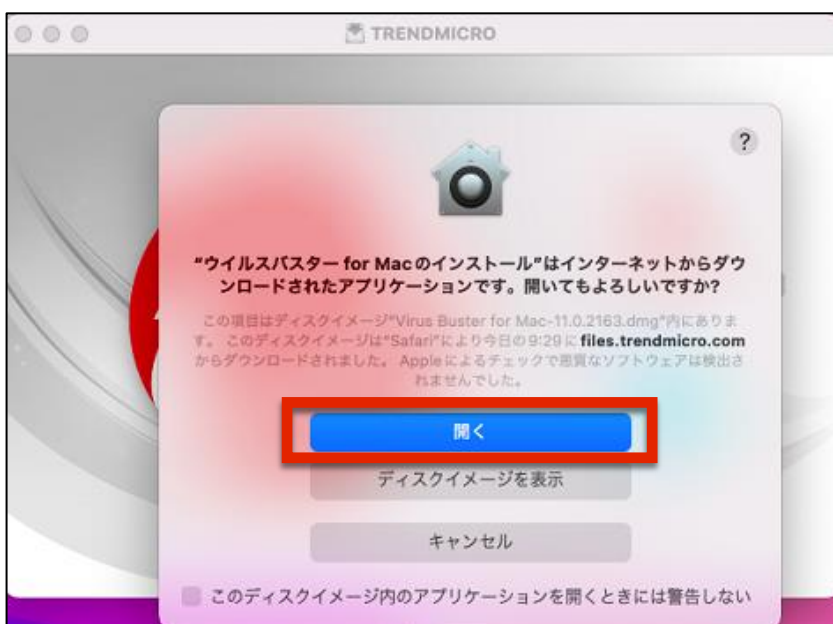 TRENDMICRO
?
“ウイルスバスター for Macのインストール”はインターネットからダウ
ンロードされたアプリケーションです。開いてもよろしいですか?
この項目はディスクイメージ“Virus Buster for Mac-11.0.2163.dmg”内にありま
す。このディスクイメージは“Safari”により今日の9:29にfiles.trendmicro.com
からダウンロードされました。Appleによるチェックで悪質なソフトウェアは検出さ
れませんでした。
開く
ディスクイメージを表示
キャンセル
このディスクイメージ内のアプリケーションを開くときには警告しない